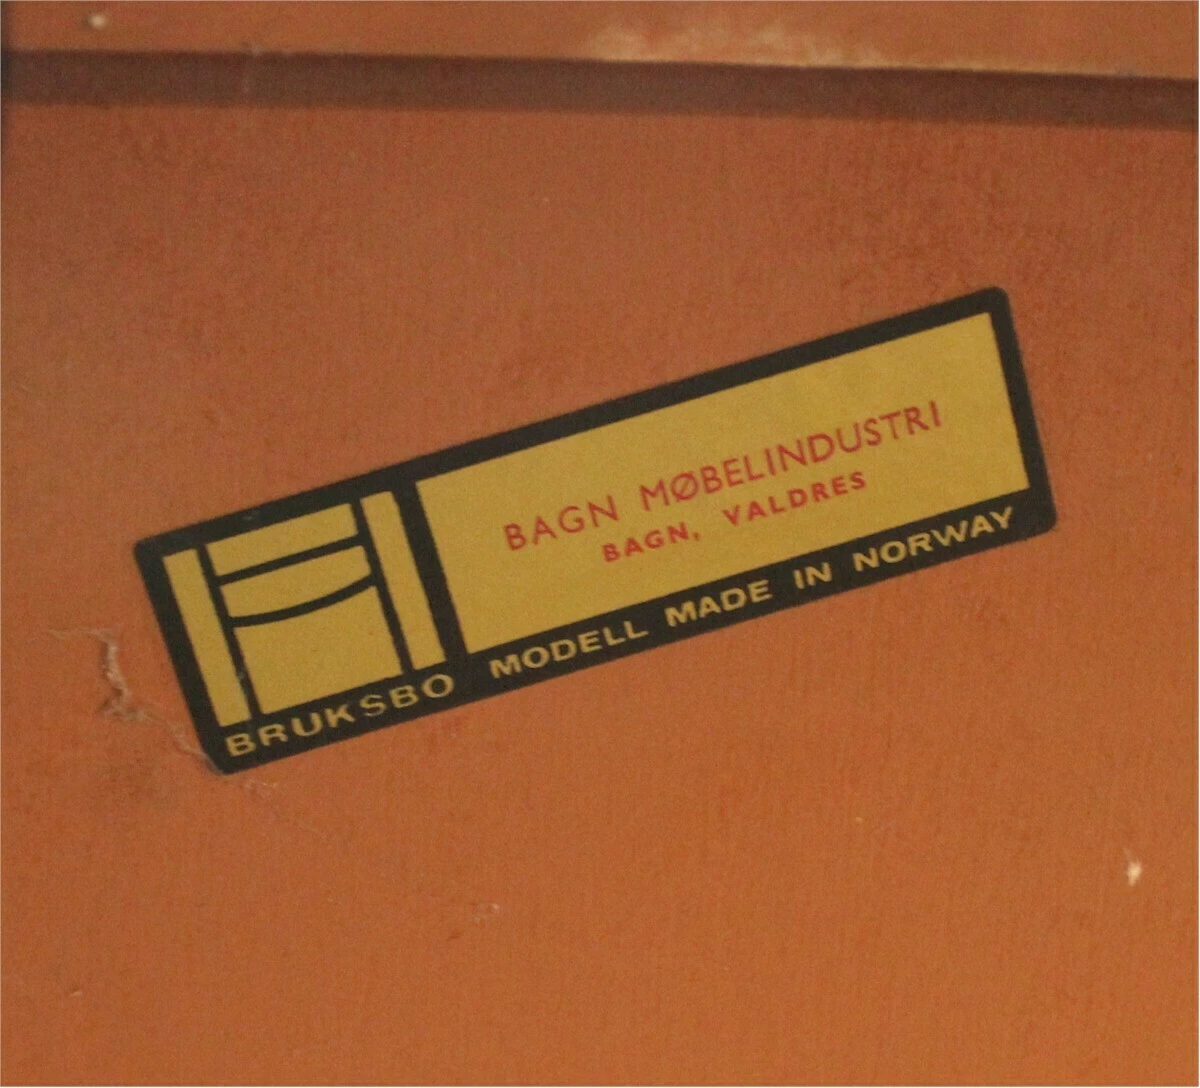 BAGN MØBELINDUSTRI
BAGN, VALDRES
BRUKSBO MODELL MADE IN NORWAY